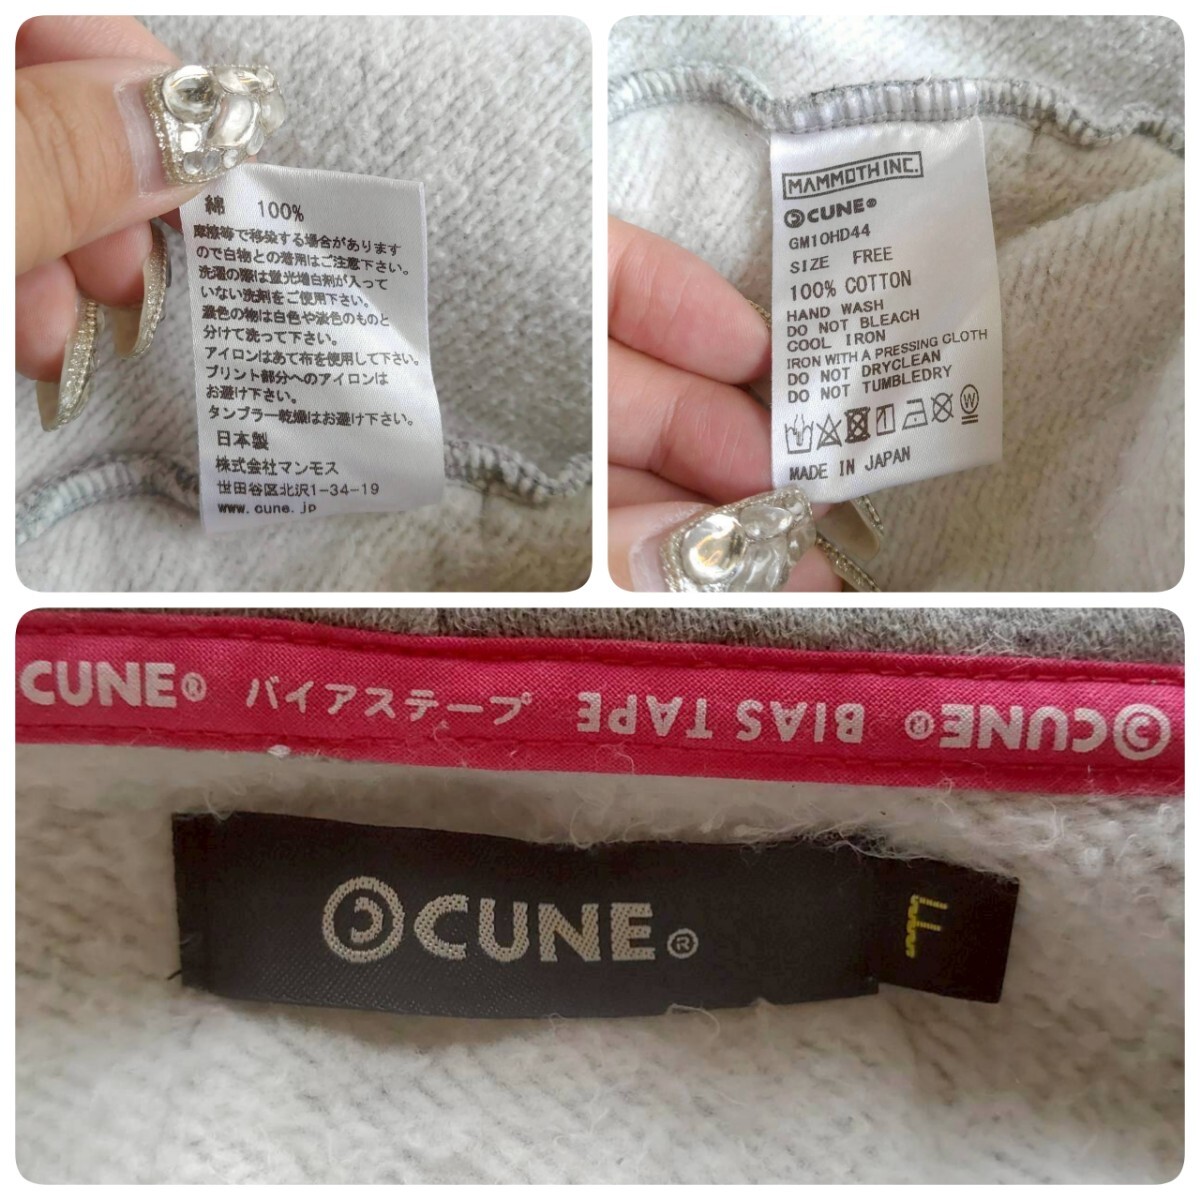 綿 100%
摩擦等で移染する場合があります
ので白物との着用はご注意下さい。
洗濯の際は蛍光増白剤が入って
いない洗剤をご使用下さい。
濃色の物は白色や淡色のものと
分けて洗って下さい。
アイロンはあて布を使用して下さい。
プリント部分へのアイロンは
お避け下さい。
タンブラー乾燥はお避け下さい。
日本製
株式会社マンモス
世田谷区北沢1-34-19
www.cune.jp
MAMMOTH INC.
CUNE®
GM10HD44
SIZE FREE
100% COTTON
HAND WASH
DO NOT BLEACH
COOL IRON
IRON WITH A PRESSING CLOTH
DO NOT DRYCLEAN
DO NOT TUMBLEDRY
W
MADE IN JAPAN
CUNE® バイアステープ BIAS TAPE CUNE®
CUNE® F